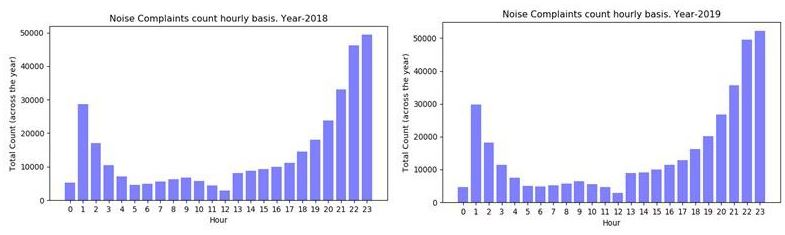 Noise Complaints count hourly basis. Year-2018
Total Count (across the year)
50000
40000
30000
20000
10000
0
0 1 2 3 4 5 6 7 8 9 10 11 12 13 14 15 16 17 18 19 20 21 22 23
Hour
Noise Complaints count hourly basis. Year-2019
Total Count (across the year)
50000
40000
30000
20000
10000
0
0 1 2 3 4 5 6 7 8 9 10 11 12 13 14 15 16 17 18 19 20 21 22 23
Hour